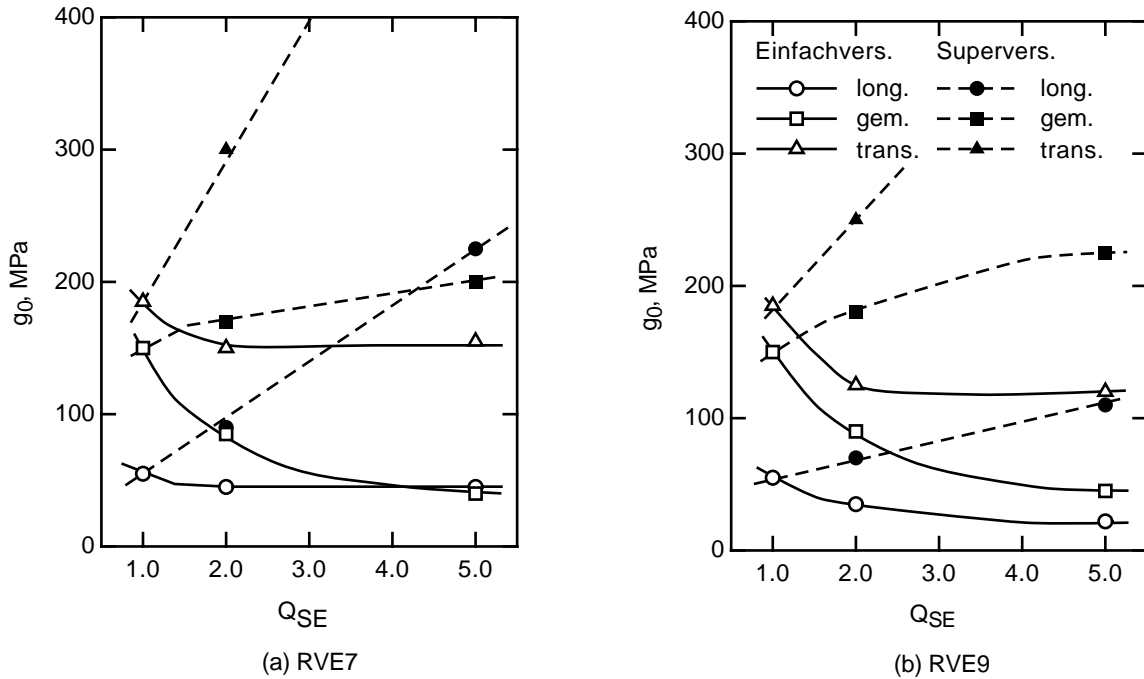 400
300
200
100
0
g0, MPa
1.0 2.0 3.0 4.0 5.0
QSE
(a) RVE7
400
300
200
100
0
g0, MPa
Einfachvers. Supervers.
long. long.
gem. gem.
trans. trans.
1.0 2.0 3.0 4.0 5.0
QSE
(b) RVE9